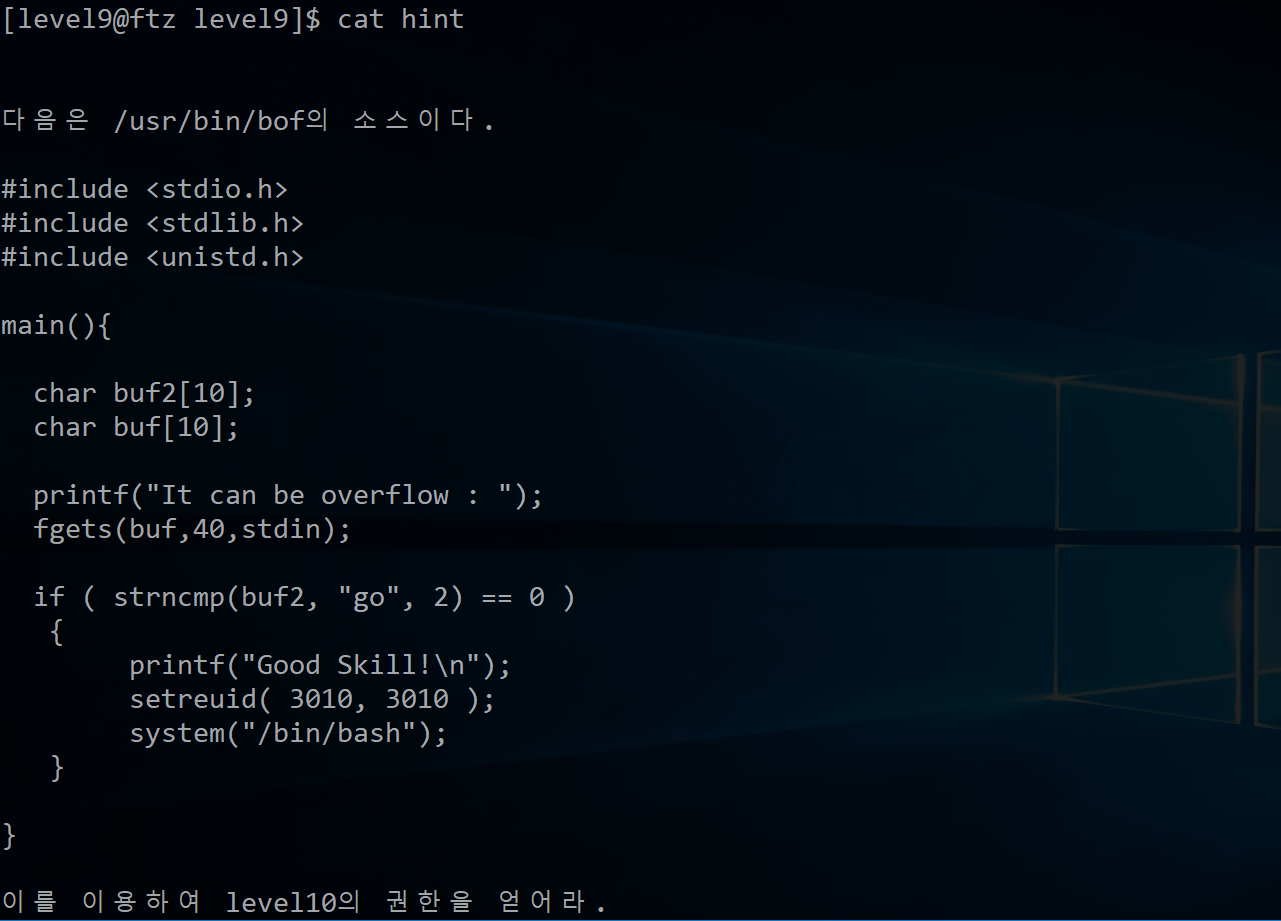 [level9@ftz level9]$ cat hint
다음은 /usr/bin/bof의 소스이다.
#include <stdio.h>
#include <stdlib.h>
#include <unistd.h>
main(){
char buf2[10];
char buf[10];
printf("It can be overflow : ");
fgets(buf,40,stdin);
if ( strncmp(buf2, "go", 2) == 0 )
{
printf("Good Skill!\n");
setreuid( 3010, 3010 );
system("/bin/bash");
}
}
이를 이용하여 level10의 권한을 얻어라.